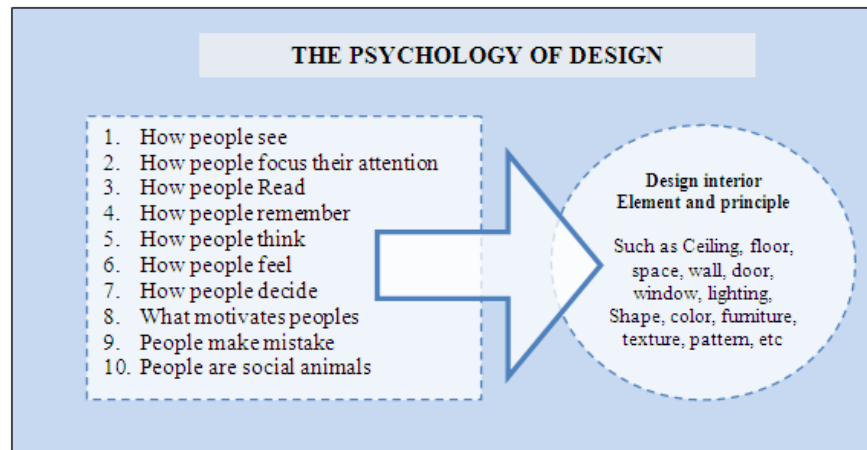 THE PSYCHOLOGY OF DESIGN
1. How people see
2. How people focus their attention
3. How people Read
4. How people remember
5. How people think
6. How people feel
7. How people decide
8. What motivates peoples
9. People make mistake
10. People are social animals
Design interior
Element and principle
Such as Ceiling, floor,
space, wall, door,
window, lighting,
Shape, color, furniture,
texture, pattern, etc